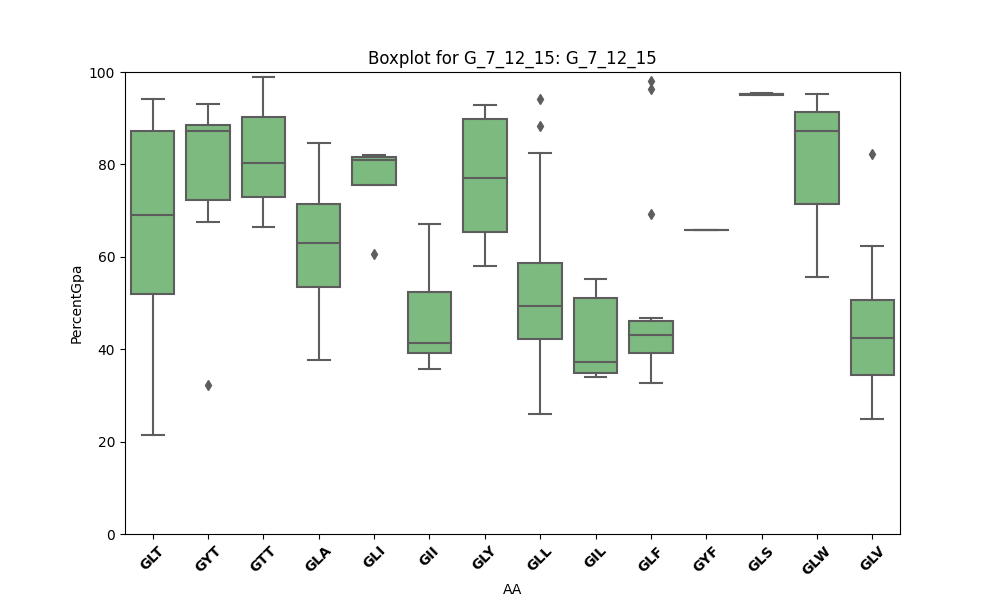 Boxplot for G_7_12_15: G_7_12_15
100
80
60
40
20
0
PercentGpa
GLT GYT GTT GLA GLI GII GLY GLL GIL GLF GYF GLS GLW GLV
AA